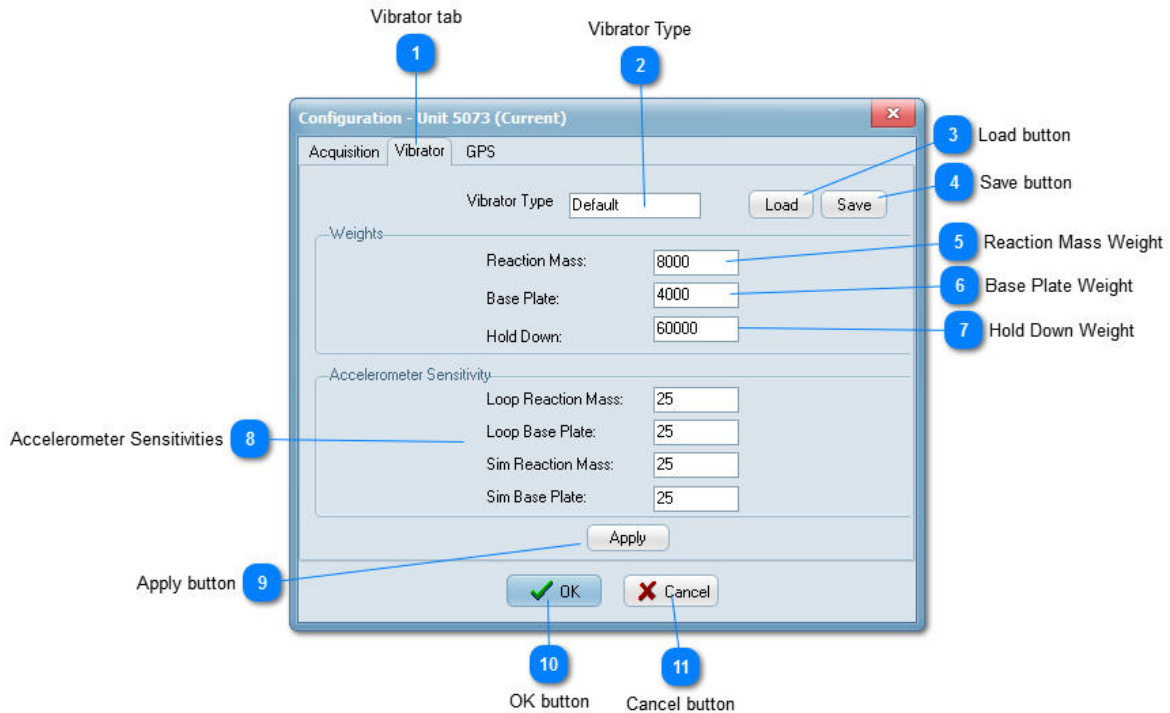 Vibrator tab
1
Vibrator Type
2
Configuration - Unit 5073 (Current)
3 Load button
Acquisition Vibrator GPS
4 Save button
Vibrator Type Default Load Save
Weights
5 Reaction Mass Weight
Reaction Mass: 8000
6 Base Plate Weight
Base Plate: 4000
7 Hold Down Weight
Hold Down: 60000
Accelerometer Sensitivity
Loop Reaction Mass: 25
Accelerometer Sensitivities 8
Loop Base Plate: 25
Sim Reaction Mass: 25
Sim Base Plate: 25
Apply
Apply button 9
OK Cancel
10 11
OK button Cancel button